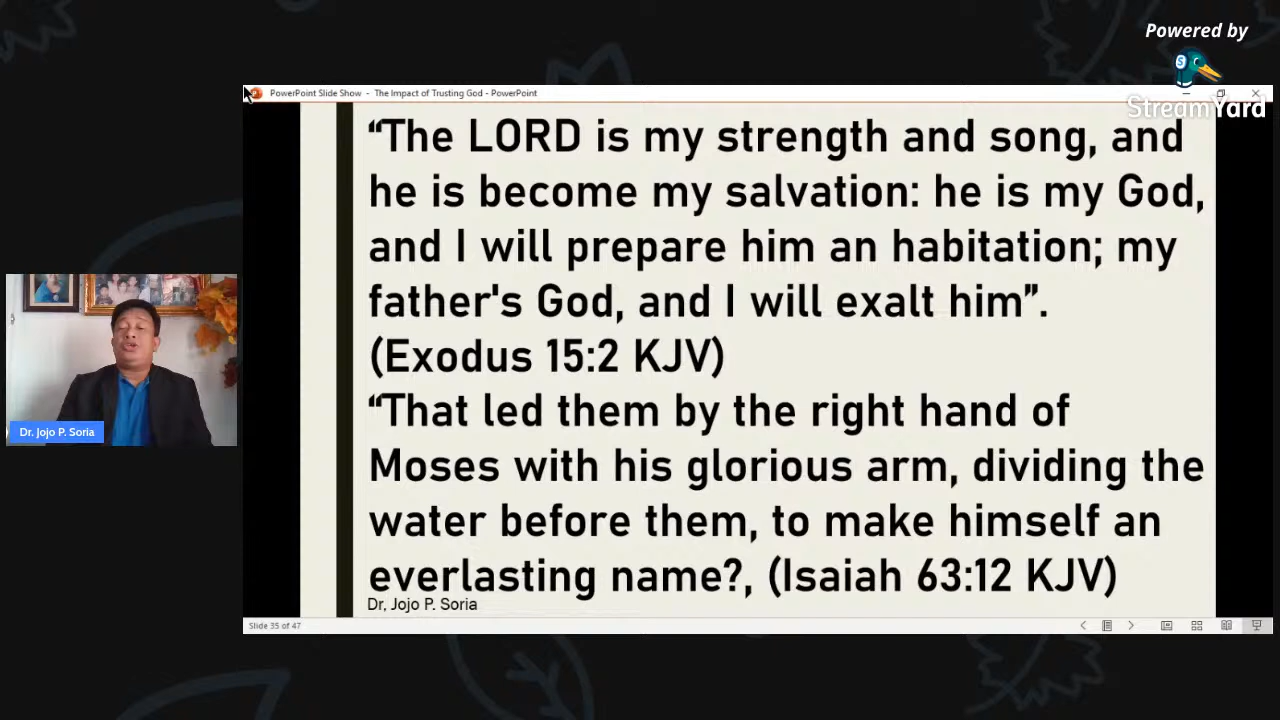 Powered by
StreamYard
PowerPoint Slide Show - The Impact of Trusting God - PowerPoint
“The LORD is my strength and song, and
he is become my salvation: he is my God,
and I will prepare him an habitation; my
father's God, and I will exalt him”.
(Exodus 15:2 KJV)
“That led them by the right hand of
Moses with his glorious arm, dividing the
water before them, to make himself an
everlasting name?, (Isaiah 63:12 KJV)
Dr, Jojo P. Soria
Slide 35 of 47
Dr. Jojo P. Soria